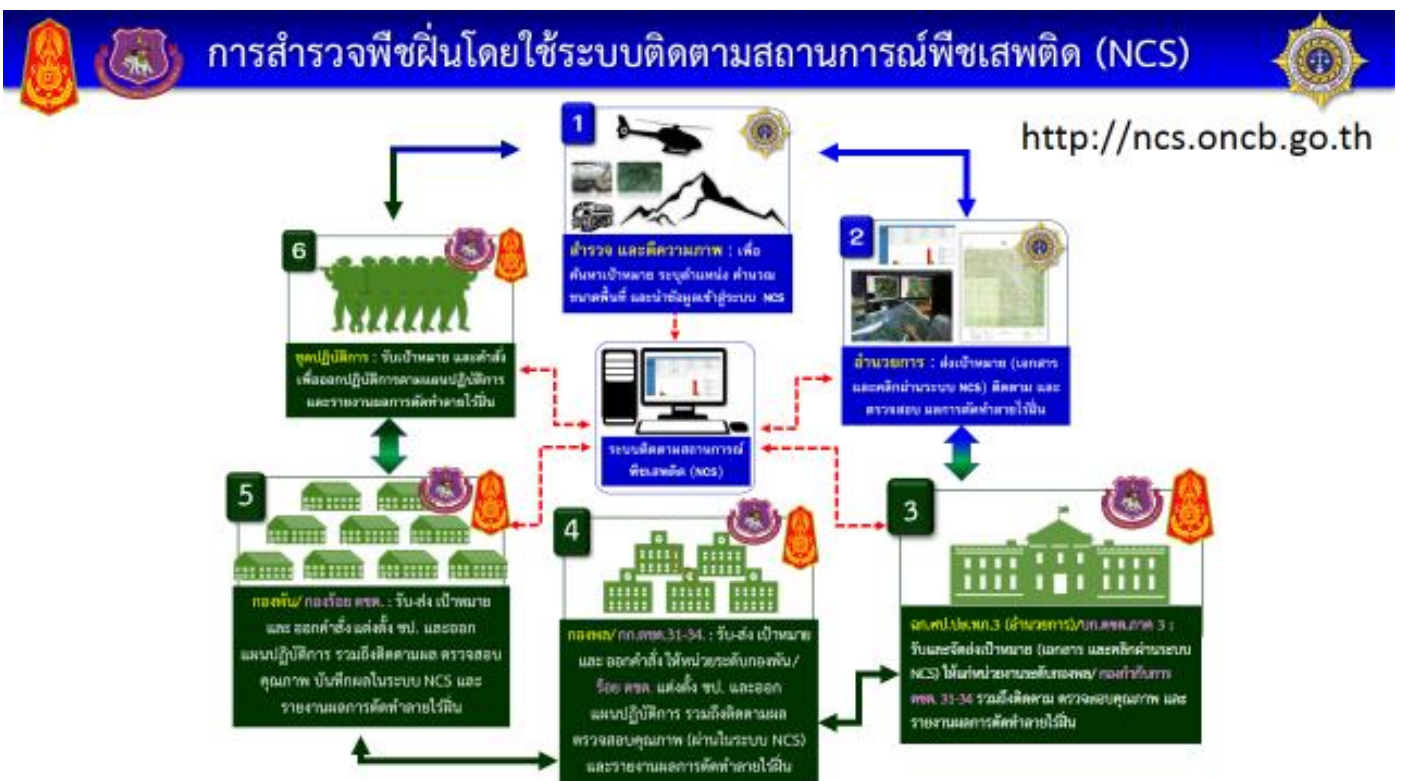 การสำรวจพืชฝิ่นโดยใช้ระบบติดตามสถานการณ์พืชเสพติด (NCS)
http://ncs.oncb.go.th
1
สำรวจ และตีความภาพ : เพื่อ
ค้นหาเป้าหมาย ระบุตำแหน่ง คำนวณ
ขนาดพื้นที่ และนำข้อมูลเข้าสู่ระบบ NCS
2
อำนวยการ : ส่งเป้าหมาย (เอกสาร
และคลิกผ่านระบบ NCS) ติดตาม และ
ตรวจสอบ ผลการตัดทำลายไร่ฝิ่น
6
ชุดปฏิบัติการ : รับเป้าหมาย และคำสั่ง
เพื่อออกปฏิบัติการตามแผนปฏิบัติการ
และรายงานผลการตัดทำลายไร่ฝิ่น
ระบบติดตามสถานการณ์
พืชเสพติด (NCS)
5
กองพัน/ กองร้อย ตชด. : รับ-ส่ง เป้าหมาย
และ ออกคำสั่ง แต่งตั้ง ชป. และออก
แผนปฏิบัติการ รวมถึงติดตามผล ตรวจสอบ
คุณภาพ บันทึกผลในระบบ NCS และ
รายงานผลการตัดทำลายไร่ฝิ่น
4
กองพล/ กก.ตชด.31-34. : รับ-ส่ง เป้าหมาย
และ ออกคำสั่ง ให้หน่วยระดับกองพัน/
ร้อย ตชด. แต่งตั้ง ชป. และออก
แผนปฏิบัติการ รวมถึงติดตามผล
ตรวจสอบคุณภาพ (ผ่านในระบบ NCS)
และรายงานผลการตัดทำลายไร่ฝิ่น
3
(อำนวยการ)/บก.ตชด.ภาค 3 :
รับและจัดส่งเป้าหมาย (เอกสาร และคลิกผ่านระบบ
NCS) ให้แก่หน่วยงานระดับกองพล/ กองกำกับการ
ตชด. 31-34 รวมถึงติดตาม ตรวจสอบคุณภาพ และ
รายงานผลการตัดทำลายไร่ฝิ่น